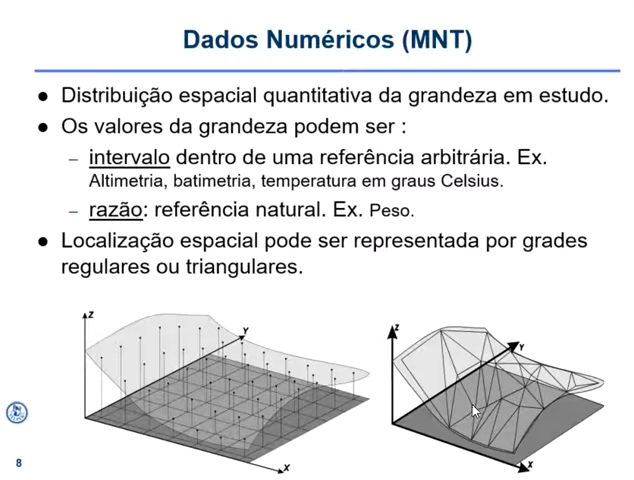 Dados Numéricos (MNT)
● Distribuição espacial quantitativa da grandeza em estudo.
● Os valores da grandeza podem ser :
– intervalo dentro de uma referência arbitrária. Ex.
Altimetria, batimetria, temperatura em graus Celsius.
– razão: referência natural. Ex. Peso.
● Localização espacial pode ser representada por grades
regulares ou triangulares.
Z
Y
X
Z
Y
X
8